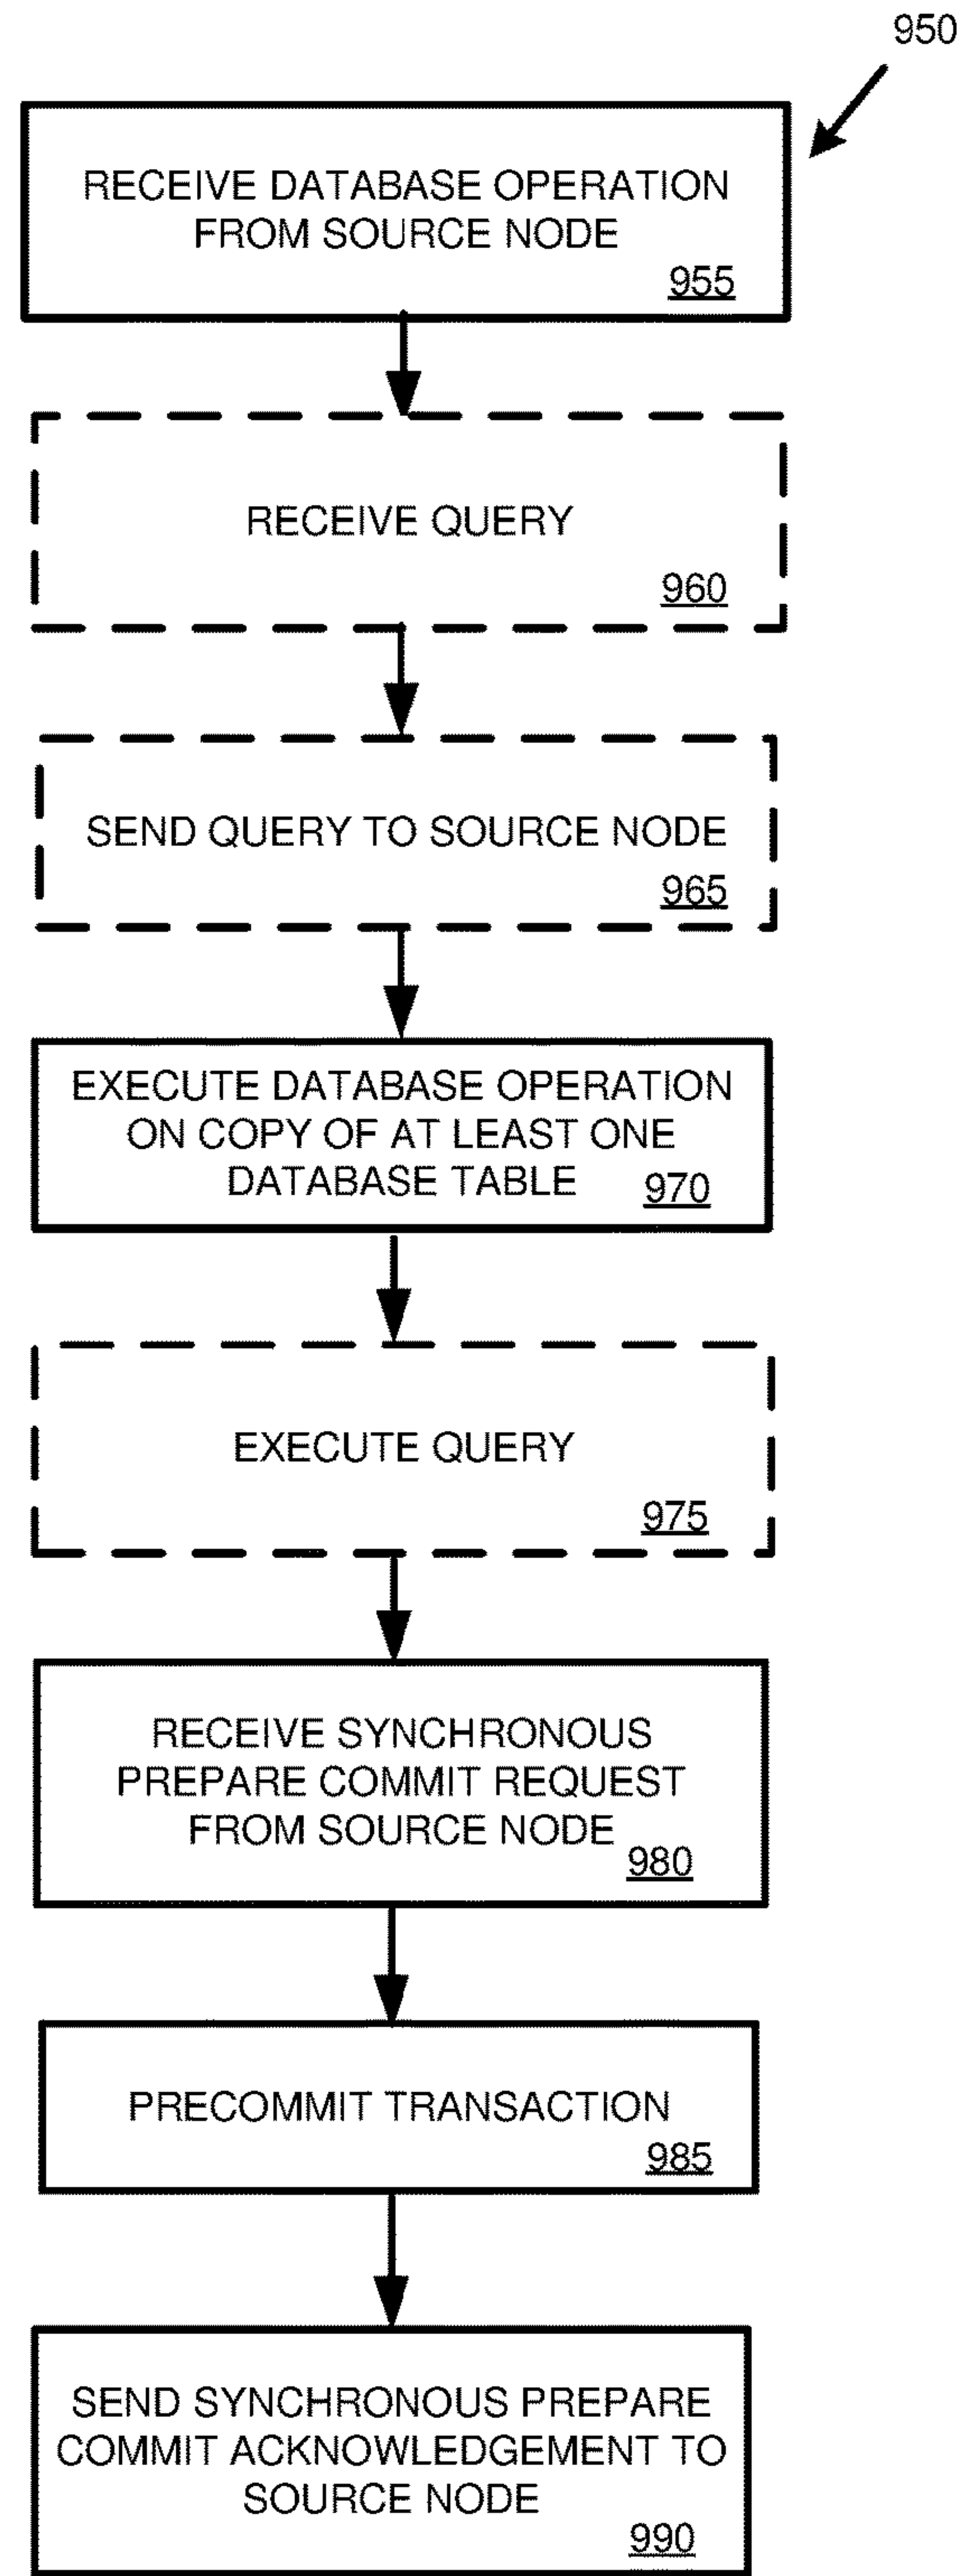 950
RECEIVE DATABASE OPERATION
FROM SOURCE NODE
955
RECEIVE QUERY
960
SEND QUERY TO SOURCE NODE
965
EXECUTE DATABASE OPERATION
ON COPY OF AT LEAST ONE
DATABASE TABLE
970
EXECUTE QUERY
975
RECEIVE SYNCHRONOUS
PREPARE COMMIT REQUEST
FROM SOURCE NODE
980
PRECOMMIT TRANSACTION
985
SEND SYNCHRONOUS PREPARE
COMMIT ACKNOWLEDGEMENT TO
SOURCE NODE
990